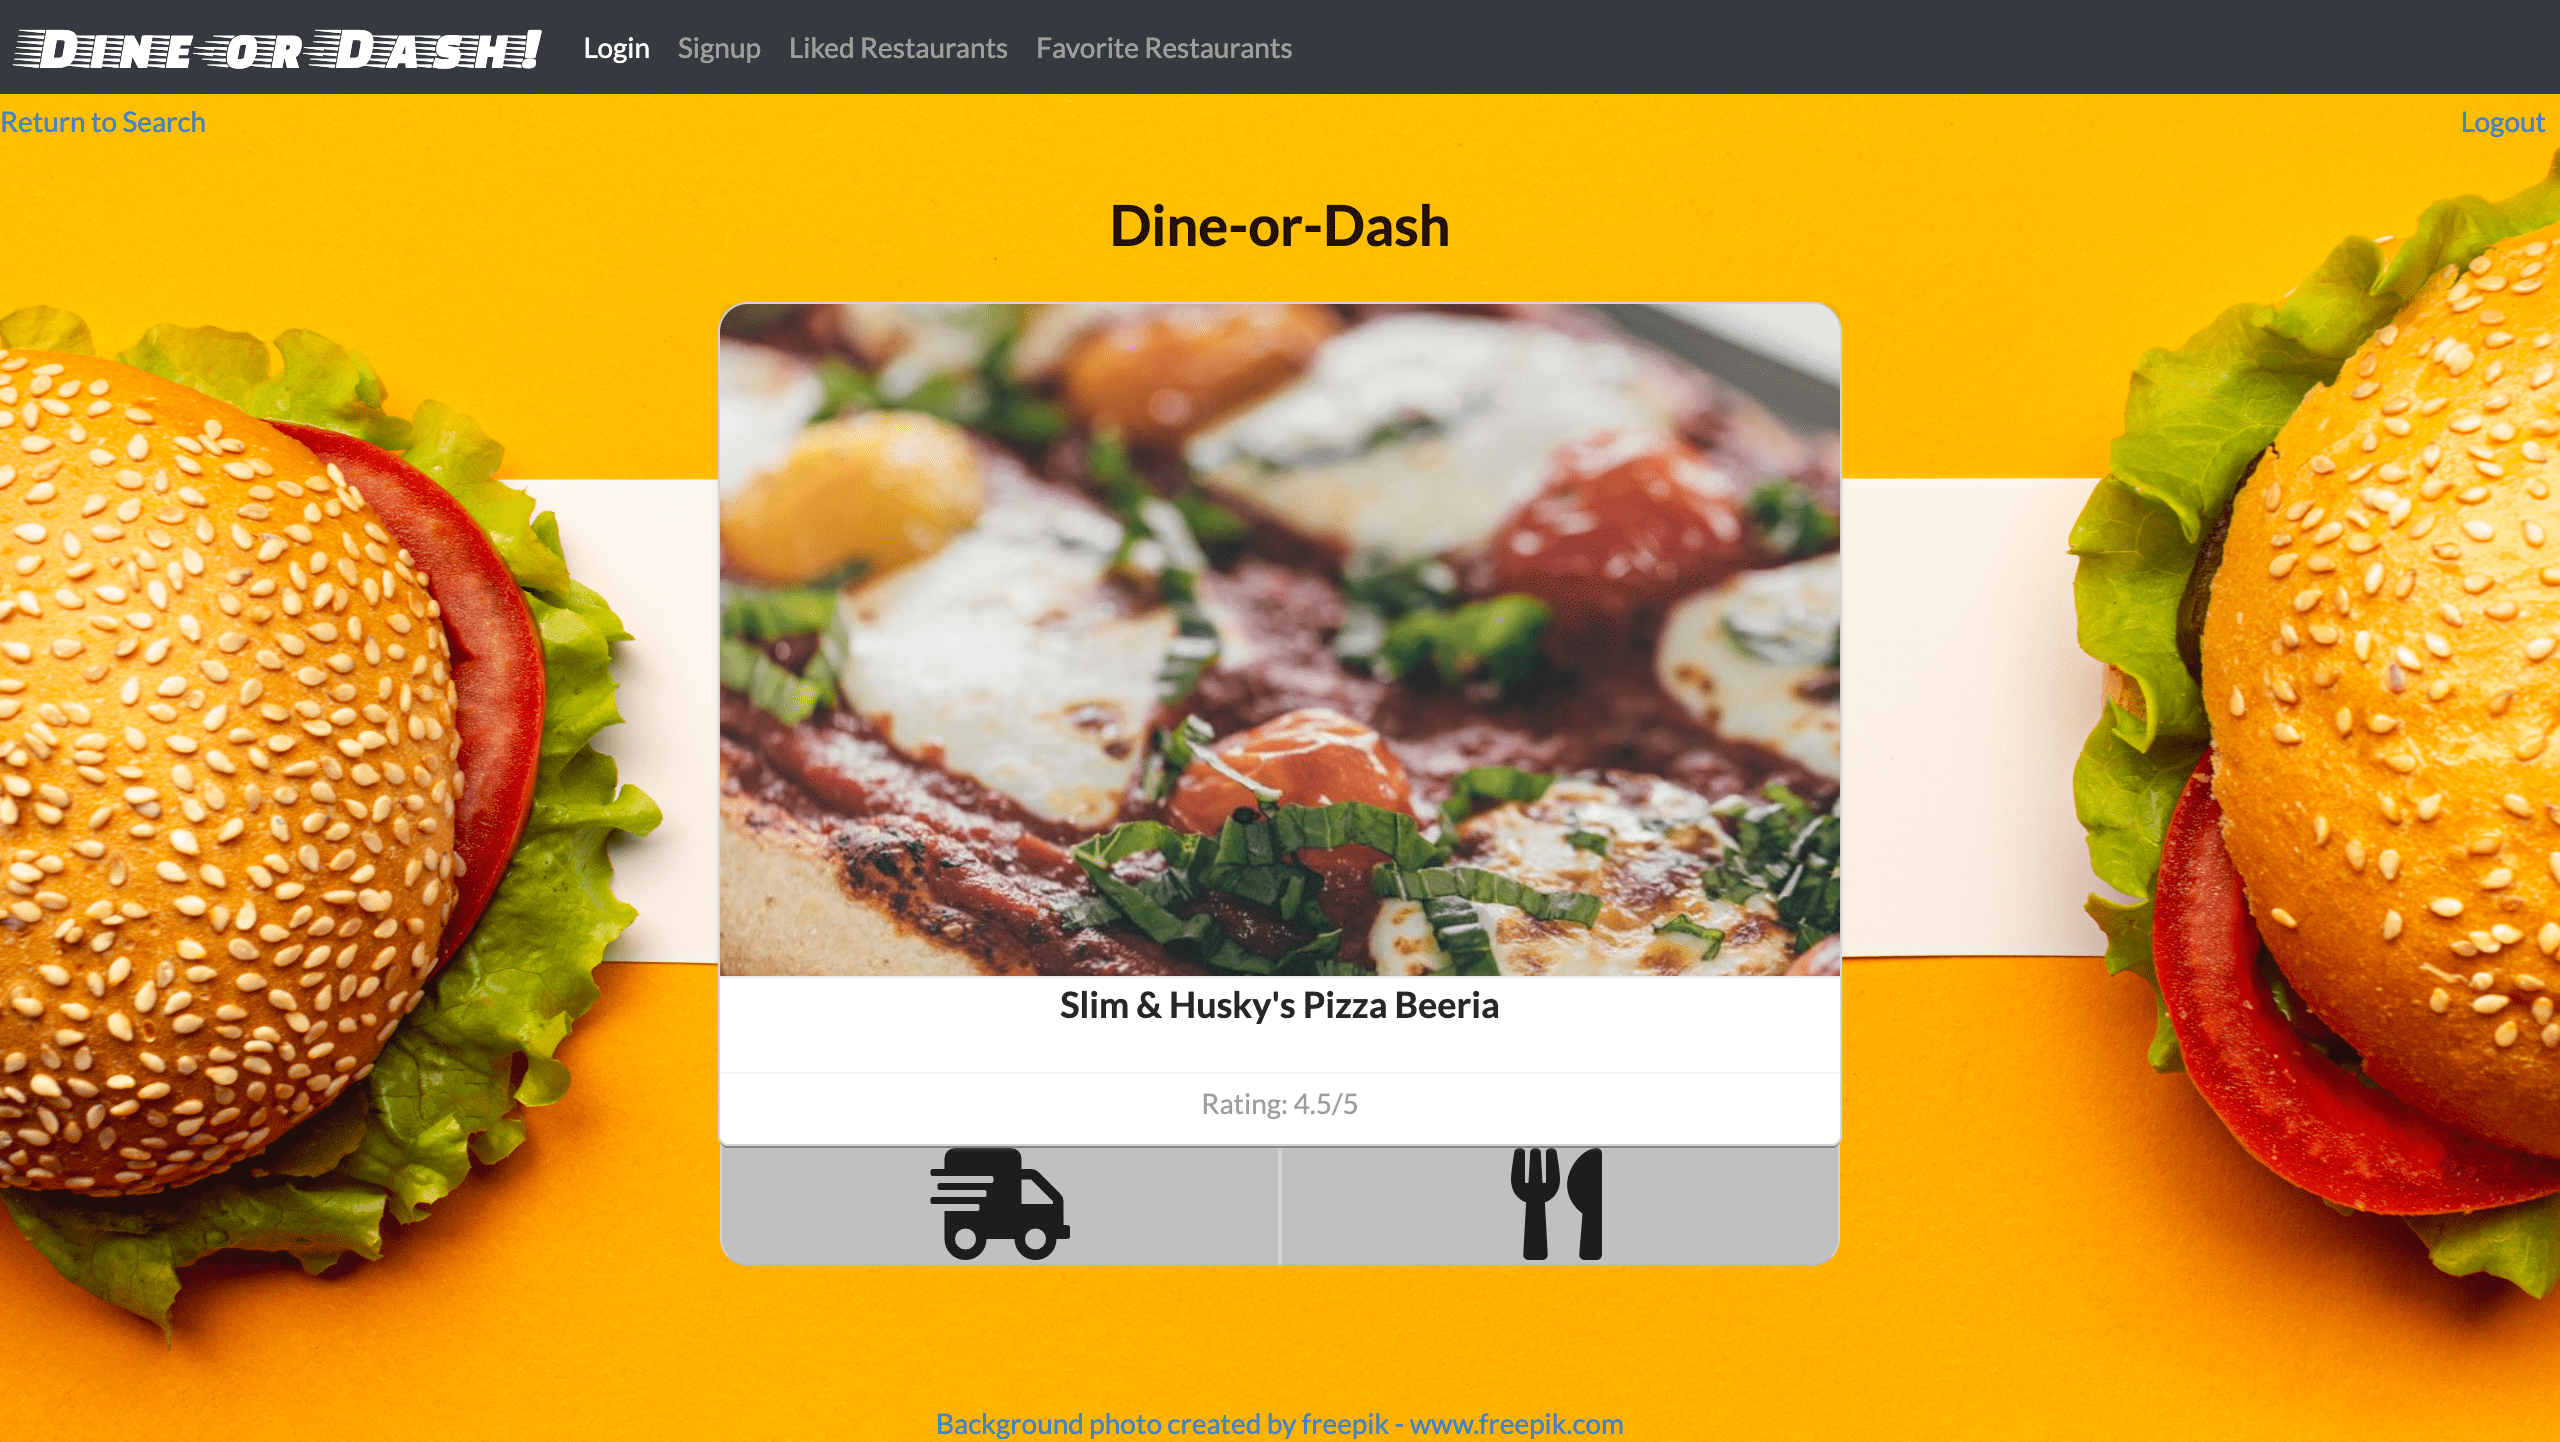 Dine-or-Dash!
Login Signup Liked Restaurants Favorite Restaurants
Return to Search
Logout
Dine-or-Dash
Slim & Husky's Pizza Beeria
Rating: 4.5/5
Background photo created by freepik - www.freepik.com